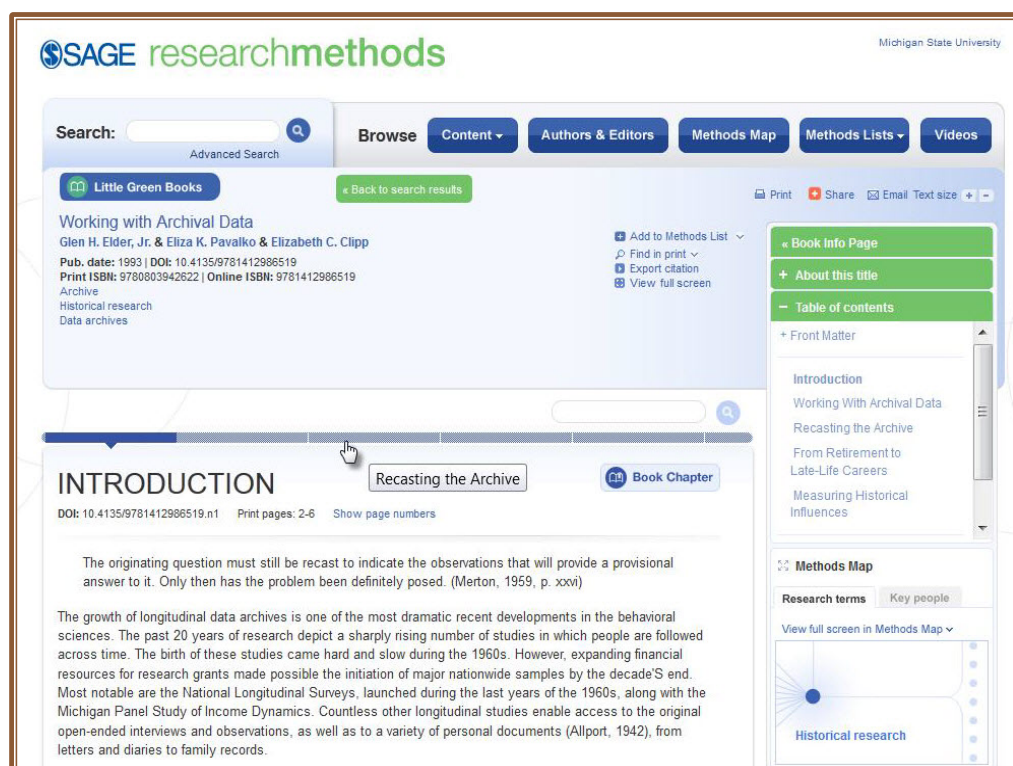 SAGE researchmethods
Michigan State University
Search:
Advanced Search
Browse
Content
Authors & Editors
Methods Map
Methods Lists
Videos
Little Green Books
« Back to search results
Print
Share
Email
Text size + -
Working with Archival Data
Glen H. Elder, Jr. & Eliza K. Pavalko & Elizabeth C. Clipp
Pub. date: 1993 | DOI: 10.4135/9781412986519
Print ISBN: 9780803942622 | Online ISBN: 9781412986519
Archive
Historical research
Data archives
Add to Methods List
Find in print
Export citation
View full screen
« Book Info Page
+ About this title
− Table of contents
+ Front Matter
Introduction
Working With Archival Data
Recasting the Archive
From Retirement to
Late-Life Careers
Measuring Historical
Influences
Recasting the Archive
INTRODUCTION
Book Chapter
DOI: 10.4135/9781412986519.n1 Print pages: 2-6 Show page numbers
The originating question must still be recast to indicate the observations that will provide a provisional
answer to it. Only then has the problem been definitely posed. (Merton, 1959, p. xxvi)
The growth of longitudinal data archives is one of the most dramatic recent developments in the behavioral
sciences. The past 20 years of research depict a sharply rising number of studies in which people are followed
across time. The birth of these studies came hard and slow during the 1960s. However, expanding financial
resources for research grants made possible the initiation of major nationwide samples by the decade'S end.
Most notable are the National Longitudinal Surveys, launched during the last years of the 1960s, along with the
Michigan Panel Study of Income Dynamics. Countless other longitudinal studies enable access to the original
open-ended interviews and observations, as well as to a variety of personal documents (Allport, 1942), from
letters and diaries to family records.
Methods Map
Research terms
Key people
View full screen in Methods Map
Historical research